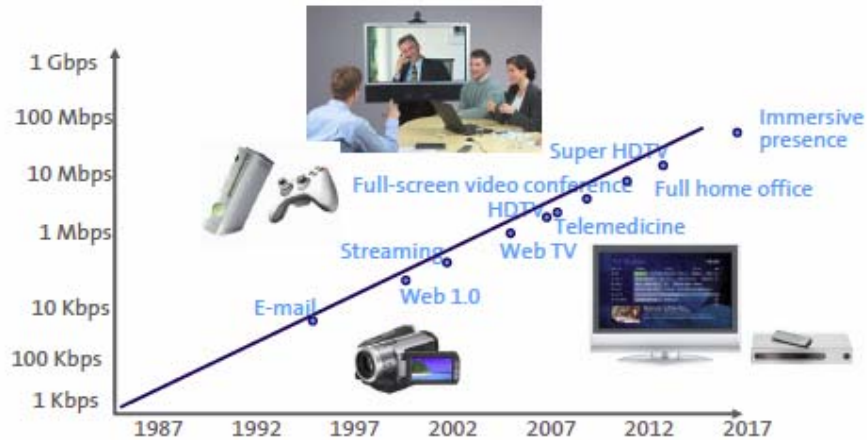 1 Gbps
100 Mbps
10 Mbps
1 Mbps
10 Kbps
100 Kbps
1 Kbps
Immersive
presence
Super HDTV
Full-screen video conference
Full home office
HDTV
Telemedicine
Streaming
Web TV
E-mail
Web 1.0
1987
1992
1997
2002
2007
2012
2017